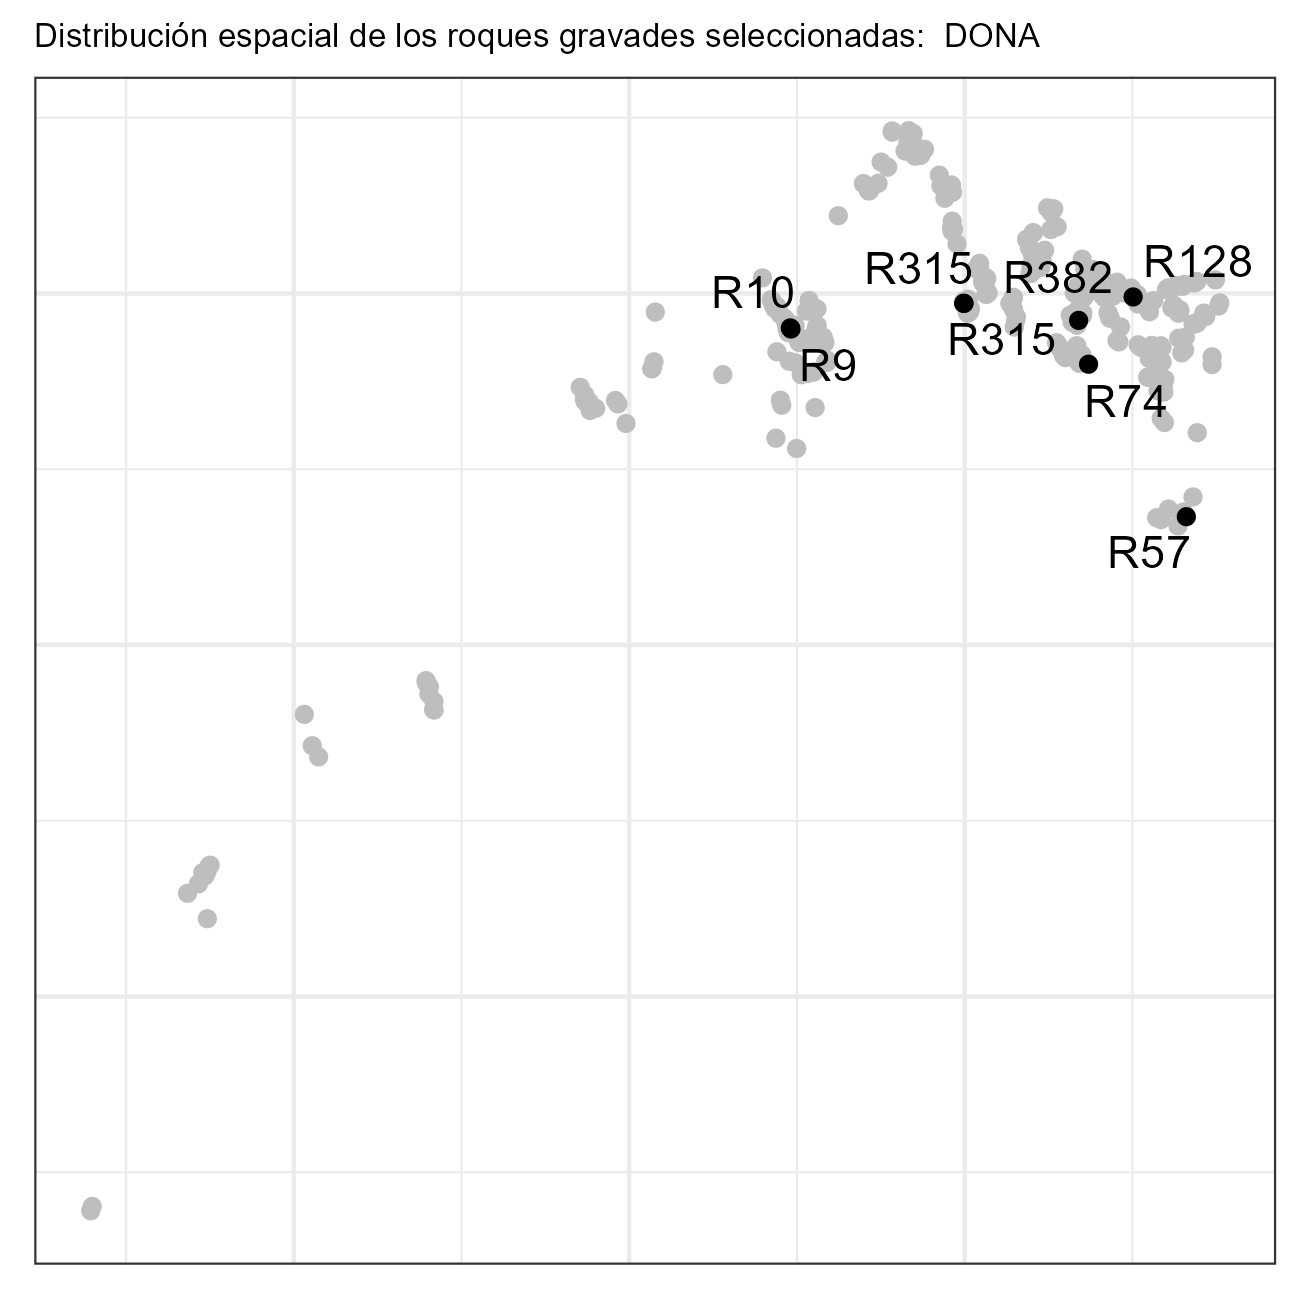 Distribución espacial de los roques gravades seleccionadas:  DONA
R128
R315
R382
R10
R315
R9
R74
R57